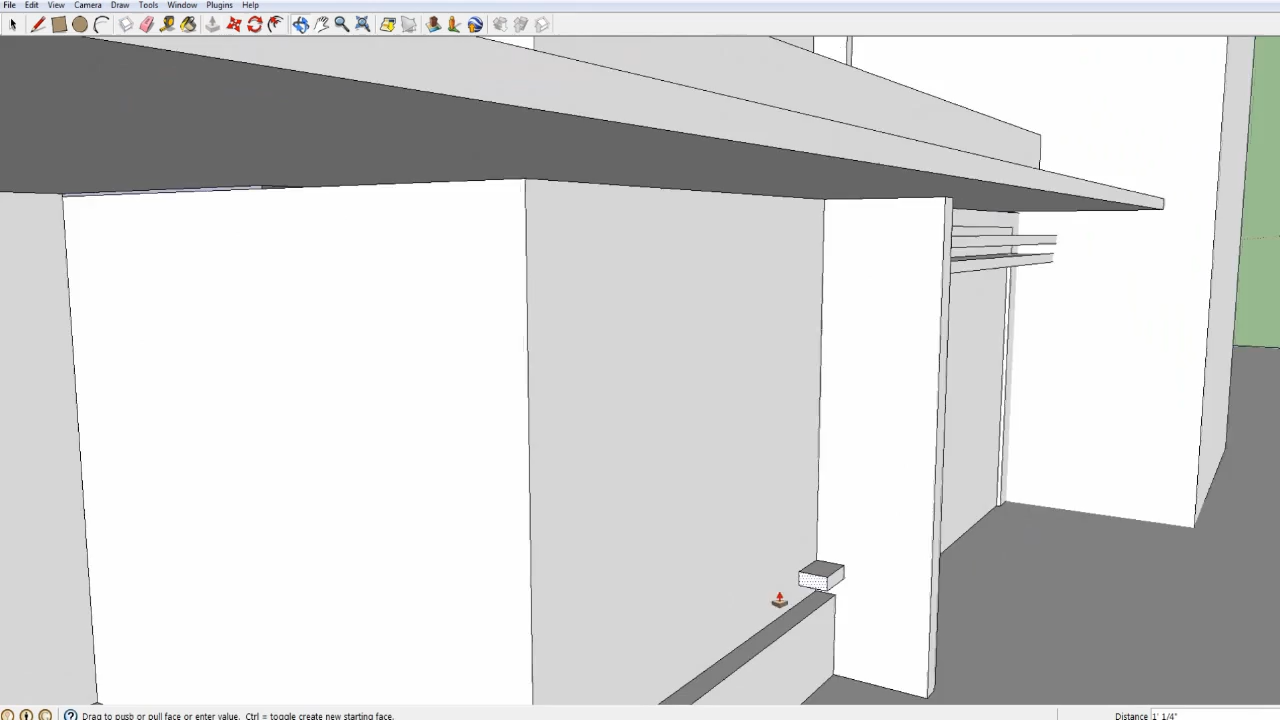 File Edit View Camera Draw Tools Window Plugins Help
Drag to push or pull face or enter value. Ctrl = toggle create new starting face. Distance 1' 1/4"